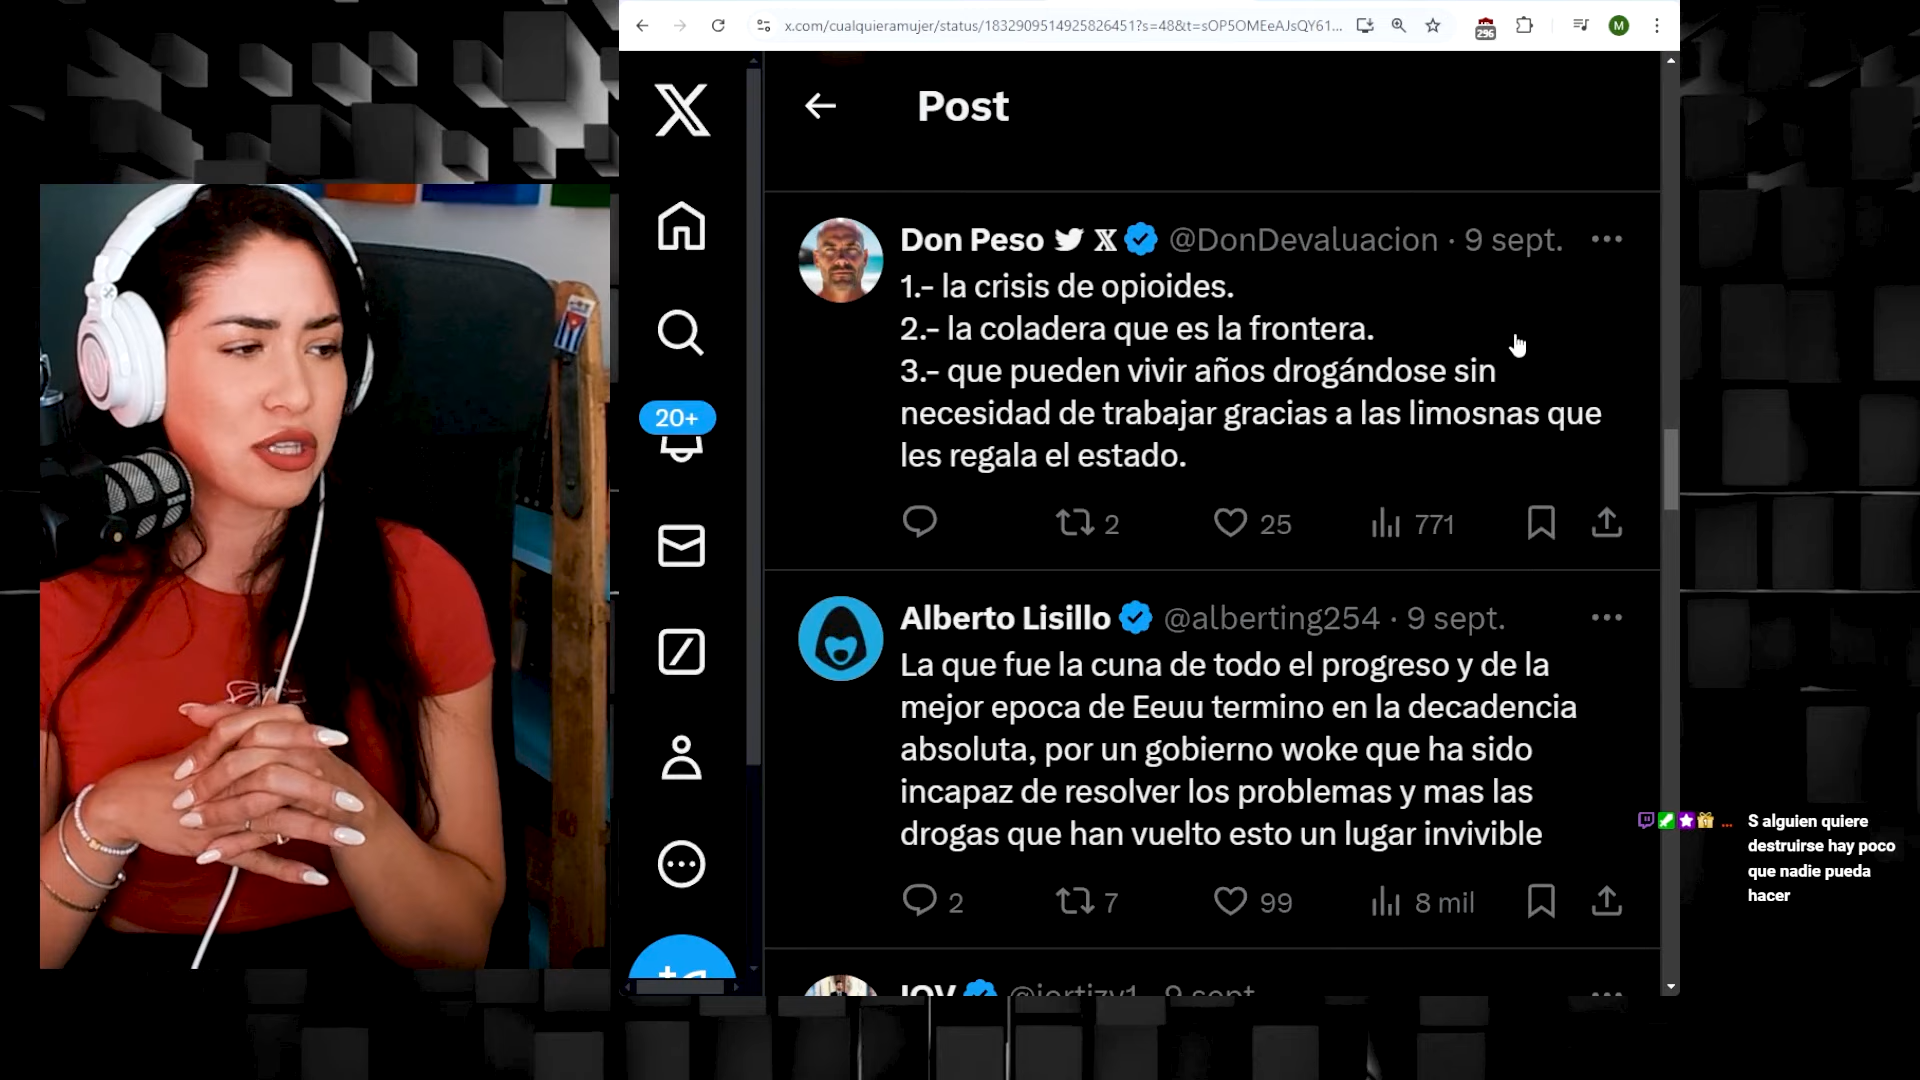 x.com/cualquieramujer/status/1832909514925826451?s=48&t=sOP5OMEeAJsQY61...
296
M
Post
20+
Don Peso @DonDevaluacion · 9 sept.
1.- la crisis de opioides.
2.- la coladera que es la frontera.
3.- que pueden vivir años drogándose sin
necesidad de trabajar gracias a las limosnas que
les regala el estado.
2 25 771
Alberto Lisillo @alberting254 · 9 sept.
La que fue la cuna de todo el progreso y de la
mejor epoca de Eeuu termino en la decadencia
absoluta, por un gobierno woke que ha sido
incapaz de resolver los problemas y mas las
drogas que han vuelto esto un lugar invivible
2 7 99 8 mil
9 sept
... S alguien quiere
destruirse hay poco
que nadie pueda
hacer